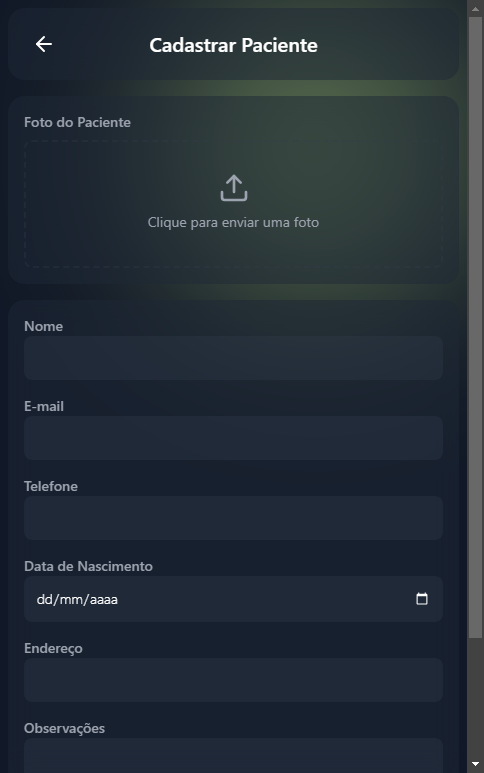 Cadastrar Paciente
Foto do Paciente
Clique para enviar uma foto
Nome
E-mail
Telefone
Data de Nascimento
dd/mm/aaaa
Endereço
Observações